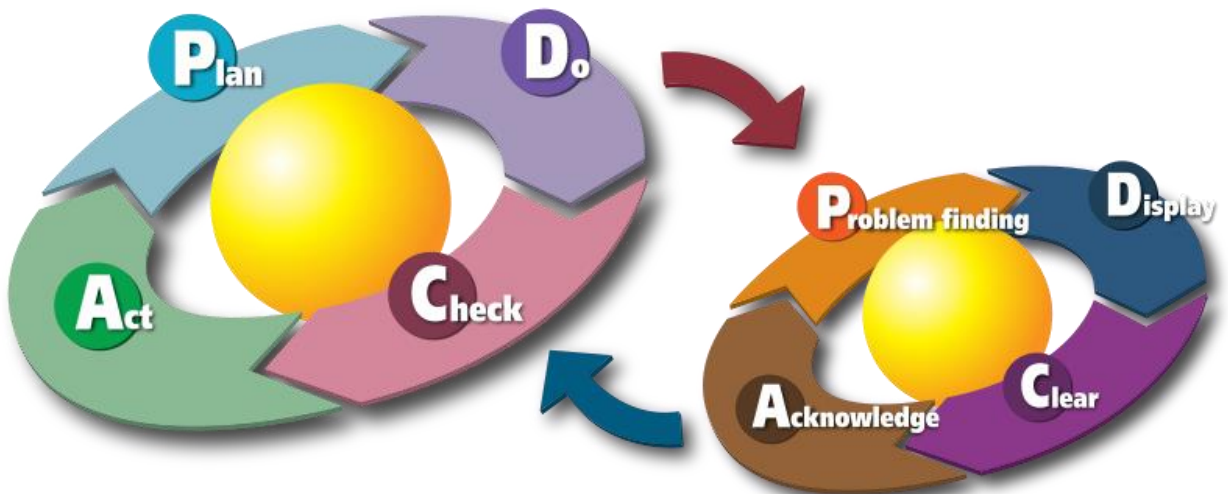 Plan
Do
Check
Act
Problem finding
Display
Clear
Acknowledge